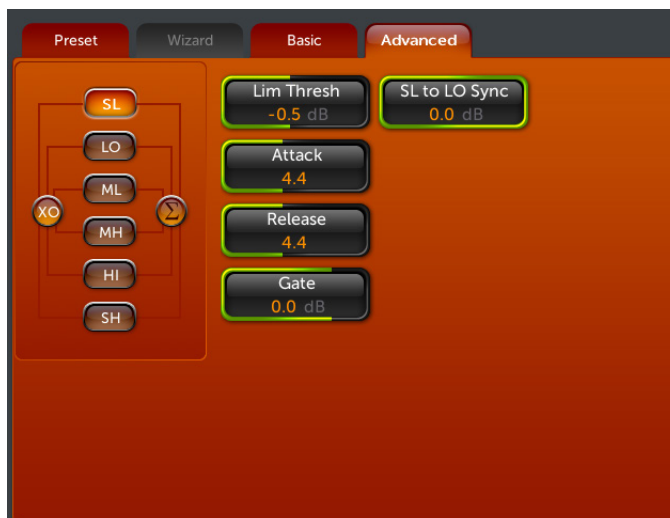 Preset Wizard Basic Advanced
SL
LO
ML
XO
Σ
MH
HI
SH
Lim Thresh
-0.5 dB
SL to LO Sync
0.0 dB
Attack
4.4
Release
4.4
Gate
0.0 dB